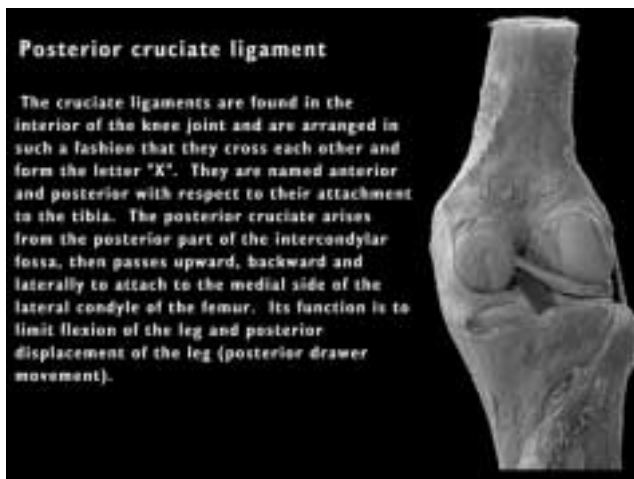 Posterior cruciate ligament
The cruciate ligaments are found in the
interior of the knee joint and are arranged in
such a fashion that they cross each other and
form the letter "X". They are named anterior
and posterior with respect to their attachment
to the tibia. The posterior cruciate arises
from the posterior part of the intercondylar
fossa, then passes upward, backward and
laterally to attach to the medial side of the
lateral condyle of the femur. Its function is to
limit flexion of the leg and posterior
displacement of the leg (posterior drawer
movement).